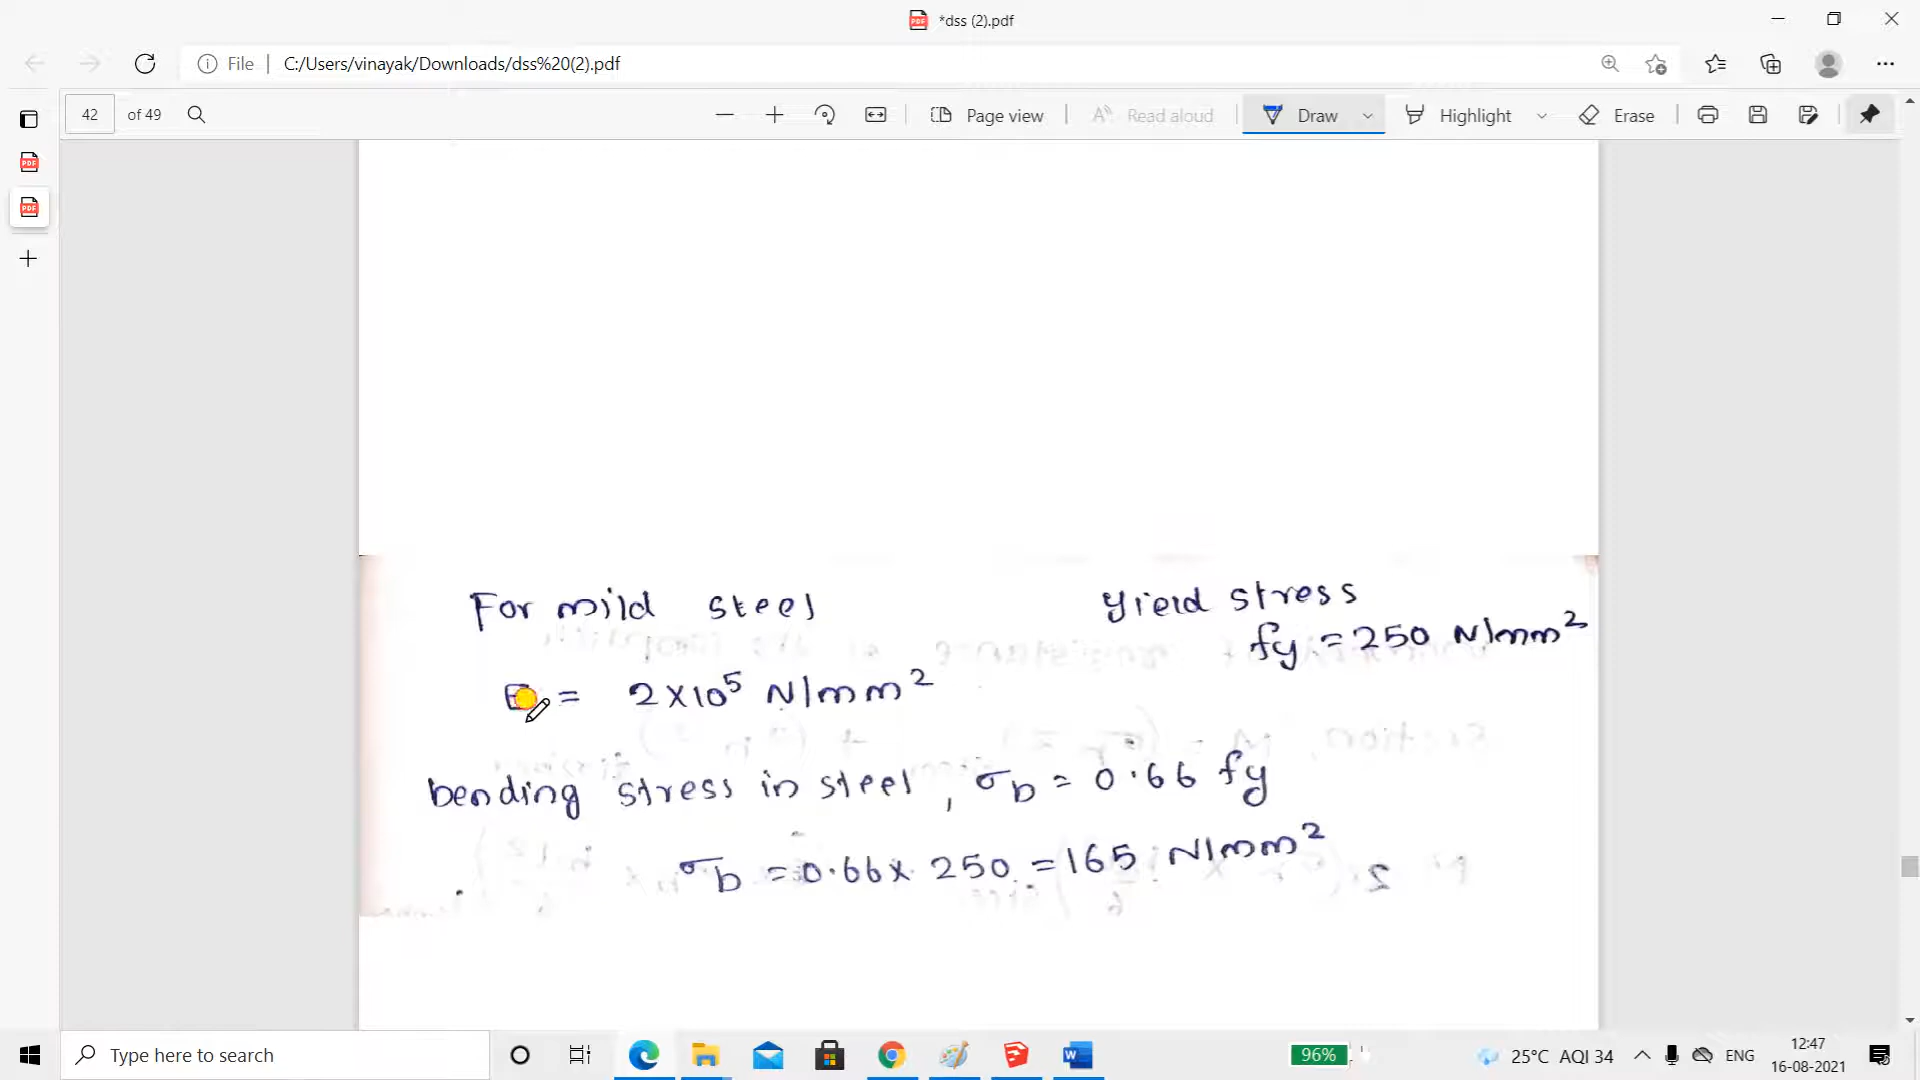 *dss (2).pdf
File | C:/Users/vinayak/Downloads/dss%20(2).pdf
42 of 49 Page view Read aloud Draw Highlight Erase
For mild steel
Yield stress
fy = 250 N/mm²
E = 2 x 10⁵ N/mm²
bending stress in steel, σb = 0.66 fy
σb = 0.66 x 250 = 165 N/mm²
Type here to search
96%
25°C AQI 34
ENG
12:47
16-08-2021